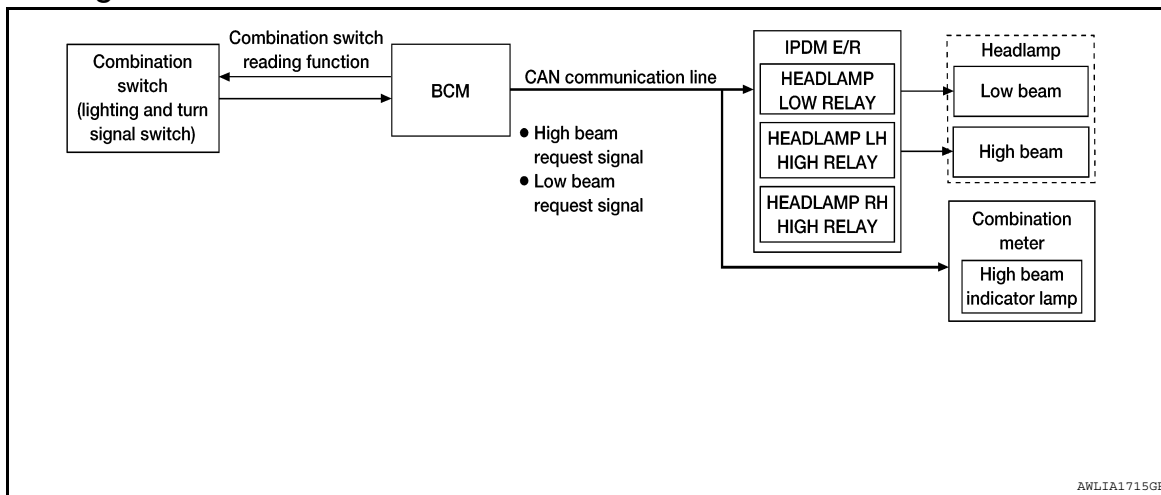 Combination
switch
(lighting and turn
signal switch)
Combination switch
reading function
BCM
CAN communication line
● High beam
request signal
● Low beam
request signal
IPDM E/R
HEADLAMP
LOW RELAY
HEADLAMP LH
HIGH RELAY
HEADLAMP RH
HIGH RELAY
Headlamp
Low beam
High beam
Combination
meter
High beam
indicator lamp